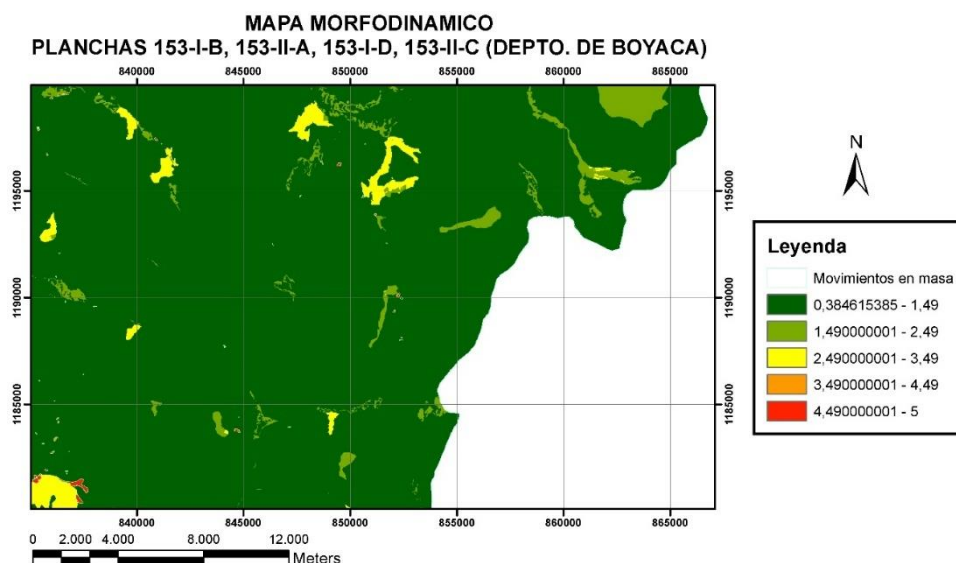 MAPA MORFODINAMICO
PLANCHAS 153-I-B, 153-II-A, 153-I-D, 153-II-C (DEPTO. DE BOYACA)
840000 845000 850000 855000 860000 865000
1195000 1195000
1190000 1190000
1185000 1185000
840000 845000 850000 855000 860000 865000
0 2.000 4.000 8.000 12.000
Meters
N
Leyenda
Movimientos en masa
0,384615385 - 1,49
1,490000001 - 2,49
2,490000001 - 3,49
3,490000001 - 4,49
4,490000001 - 5